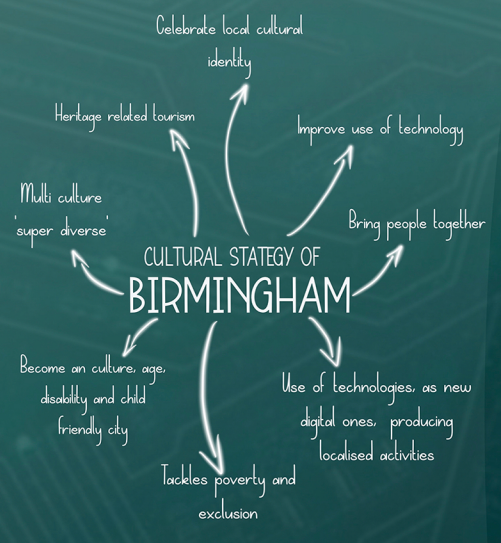 Celebrate local cultural
identity
Heritage related tourism
Improve use of technology
Multi culture
'super diverse'
Bring people together
CULTURAL STATEGY OF
BIRMINGHAM
Become an culture, age,
disability and child
friendly city
Use of technologies, as new
digital ones, producing
localised activities
Tackles poverty and
exclusion